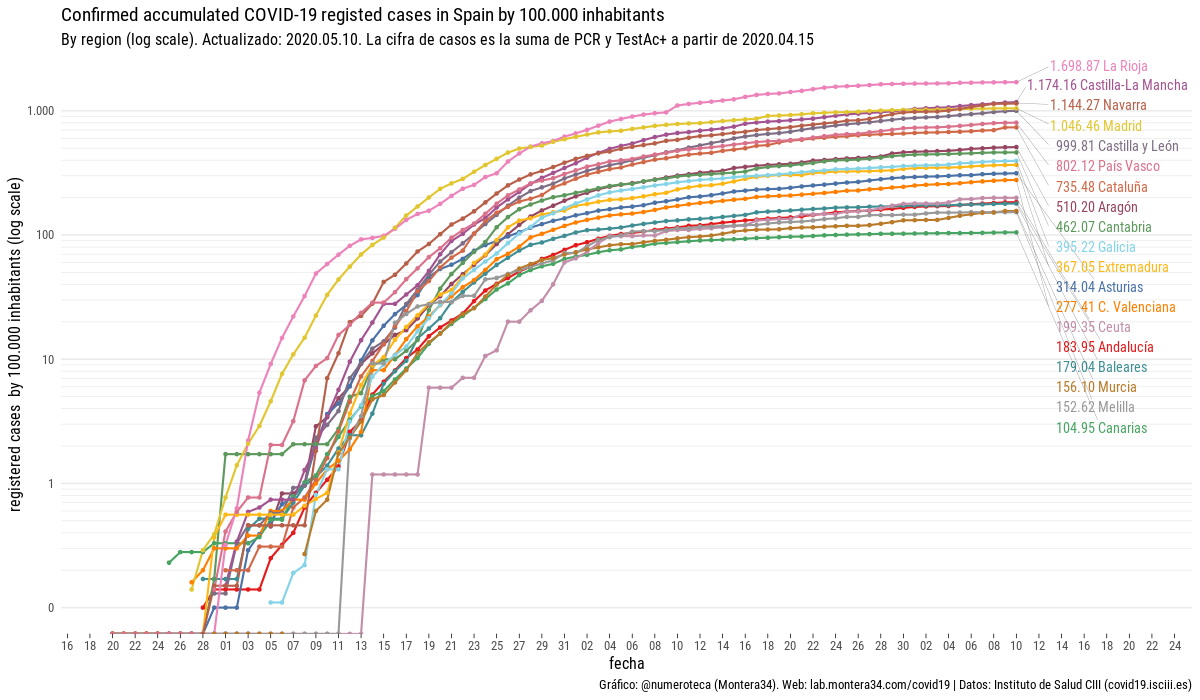 Confirmed accumulated COVID-19 registed cases in Spain by 100.000 inhabitants
By region (log scale). Actualizado: 2020.05.10. La cifra de casos es la suma de PCR y TestAc+ a partir de 2020.04.15
registered cases by 100.000 inhabitants (log scale)
1.000
100
10
1
0
1.698.87 La Rioja
1.174.16 Castilla-La Mancha
1.144.27 Navarra
1.046.46 Madrid
999.81 Castilla y León
802.12 País Vasco
735.48 Cataluña
510.20 Aragón
462.07 Cantabria
395.22 Galicia
367.05 Extremadura
314.04 Asturias
277.41 C. Valenciana
199.35 Ceuta
183.95 Andalucía
179.04 Baleares
156.10 Murcia
152.62 Melilla
104.95 Canarias
16 18 20 22 24 26 28 01 03 05 07 09 11 13 15 17 19 21 23 25 27 29 31 02 04 06 08 10 12 14 16 18 20 22 24 26 28 30 02 04 06 08 10 12 14 16 18 20 22 24
fecha
Gráfico: @numeroteca (Montera34). Web: lab.montera34.com/covid19 | Datos: Instituto de Salud CIII (covid19.isciii.es)